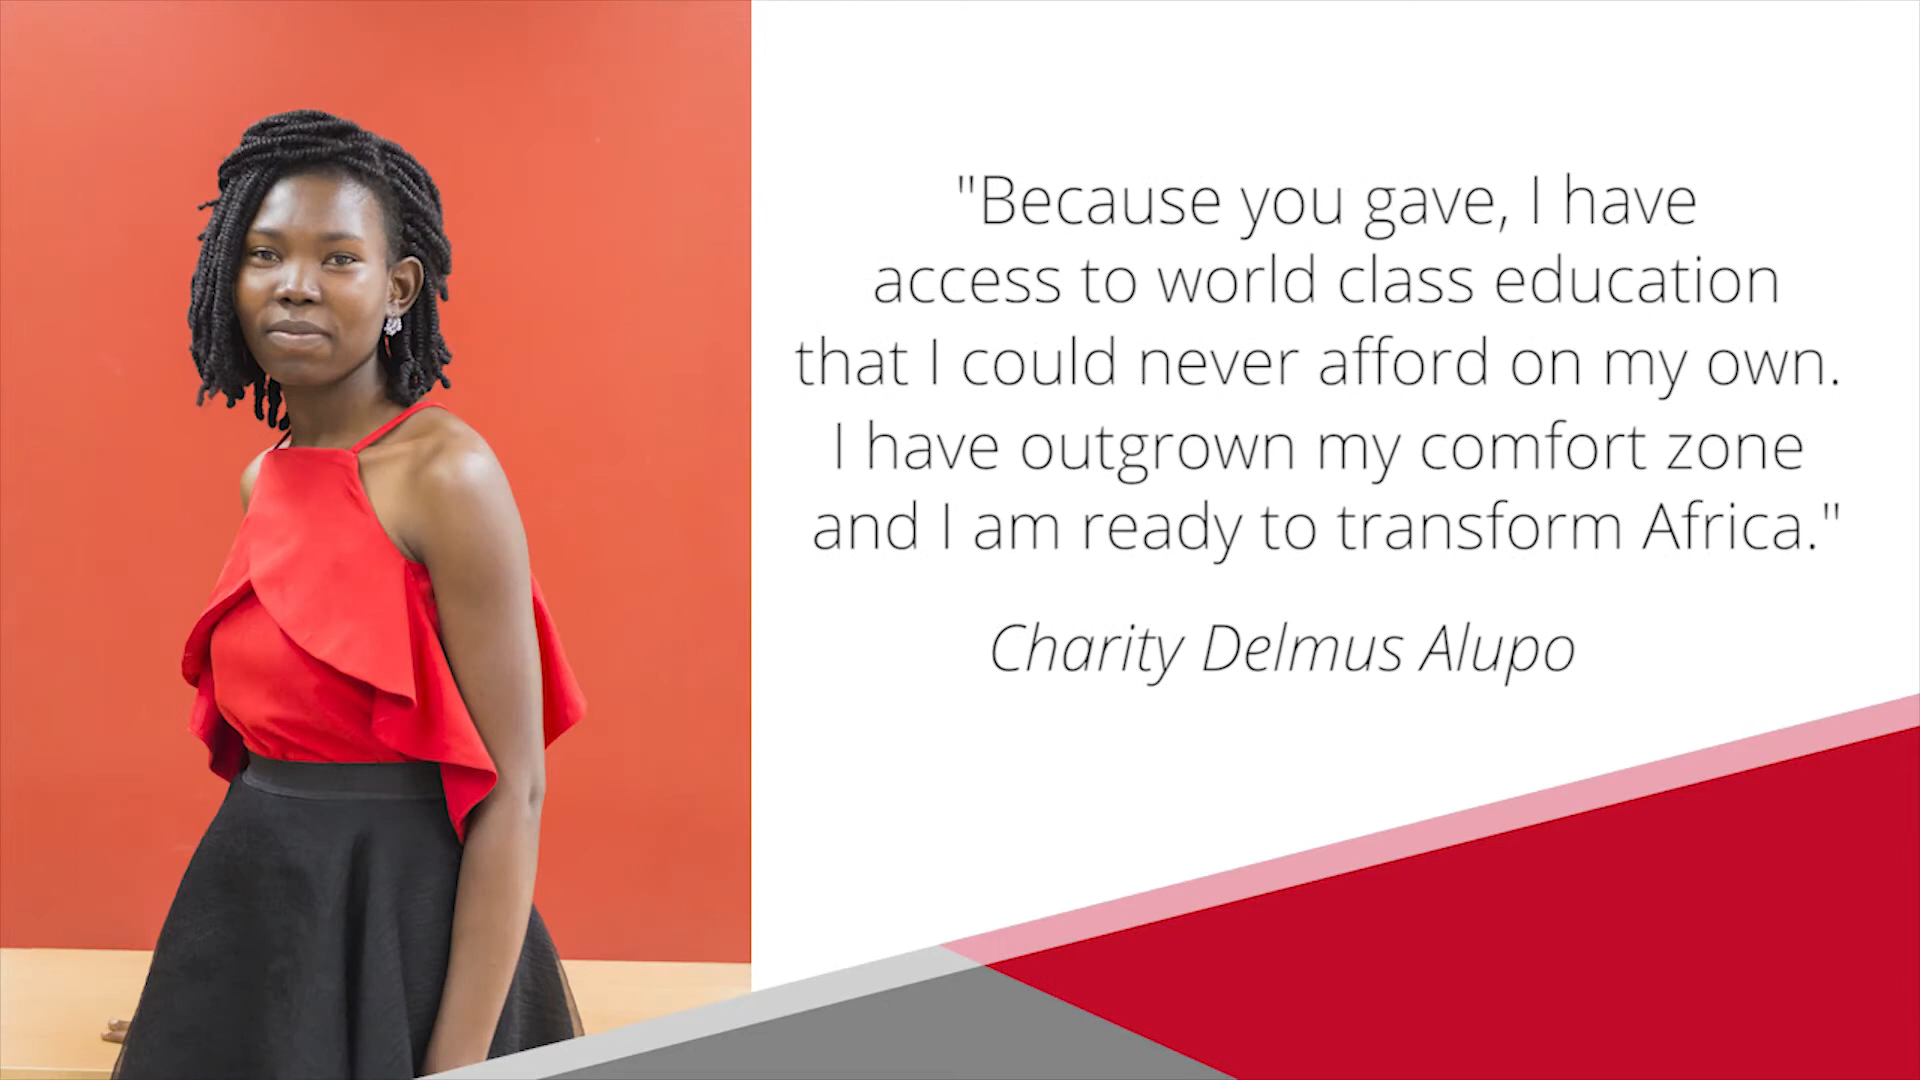 "Because you gave, I have
access to world class education
that I could never afford on my own.
I have outgrown my comfort zone
and I am ready to transform Africa."
Charity Delmus Alupo